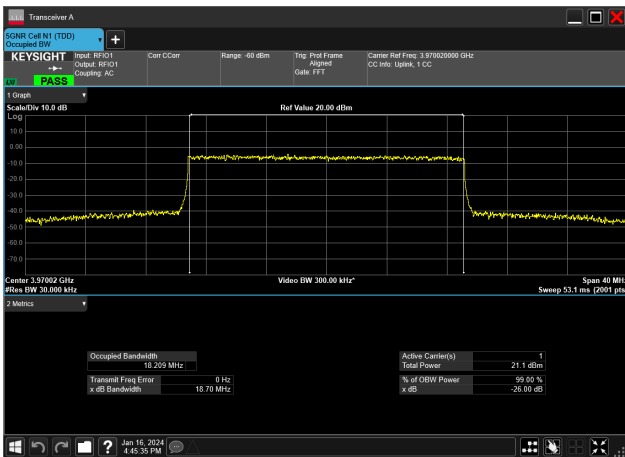 Transceiver A
5GNR Cell N1 (TDD)
Occupied BW
KEYSIGHT
Input: RFIO1
Output: RFIO1
Coupling: AC
Corr CCorr
Range: -60 dBm
Trig: Prot Frame
Aligned
Gate: FFT
Carrier Ref Freq: 3.970020000 GHz
CC Info: Uplink, 1 CC
PASS
1 Graph
Scale/Div 10.0 dB
Ref Value 20.00 dBm
Log
10.0
0.00
-10.0
-20.0
-30.0
-40.0
-50.0
-60.0
-70.0
Center 3.97002 GHz
Video BW 300.00 kHz*
Span 40 MHz
#Res BW 30.000 kHz
Sweep 53.1 ms (2001 pts
2 Metrics
Occupied Bandwidth
18.209 MHz
Active Carrier(s) 1
Total Power 21.1 dBm
Transmit Freq Error 0 Hz
x dB Bandwidth 18.70 MHz
% of OBW Power 99.00 %
x dB -26.00 dB
?
Jan 16, 2024
4:45:35 PM